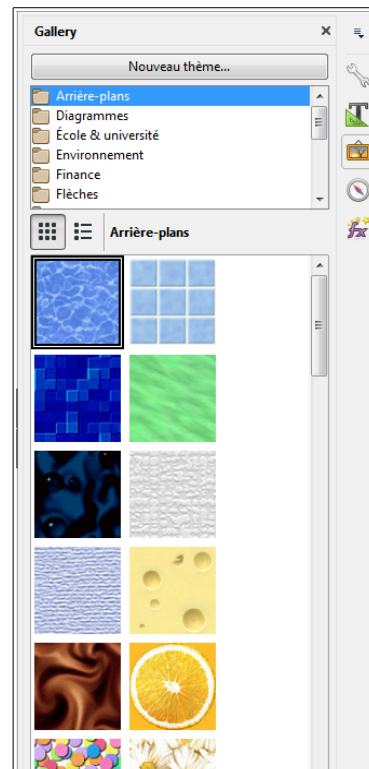 Gallery
Nouveau thème...
Arrière-plans
Diagrammes
École & université
Environnement
Finance
Flèches
Arrière-plans